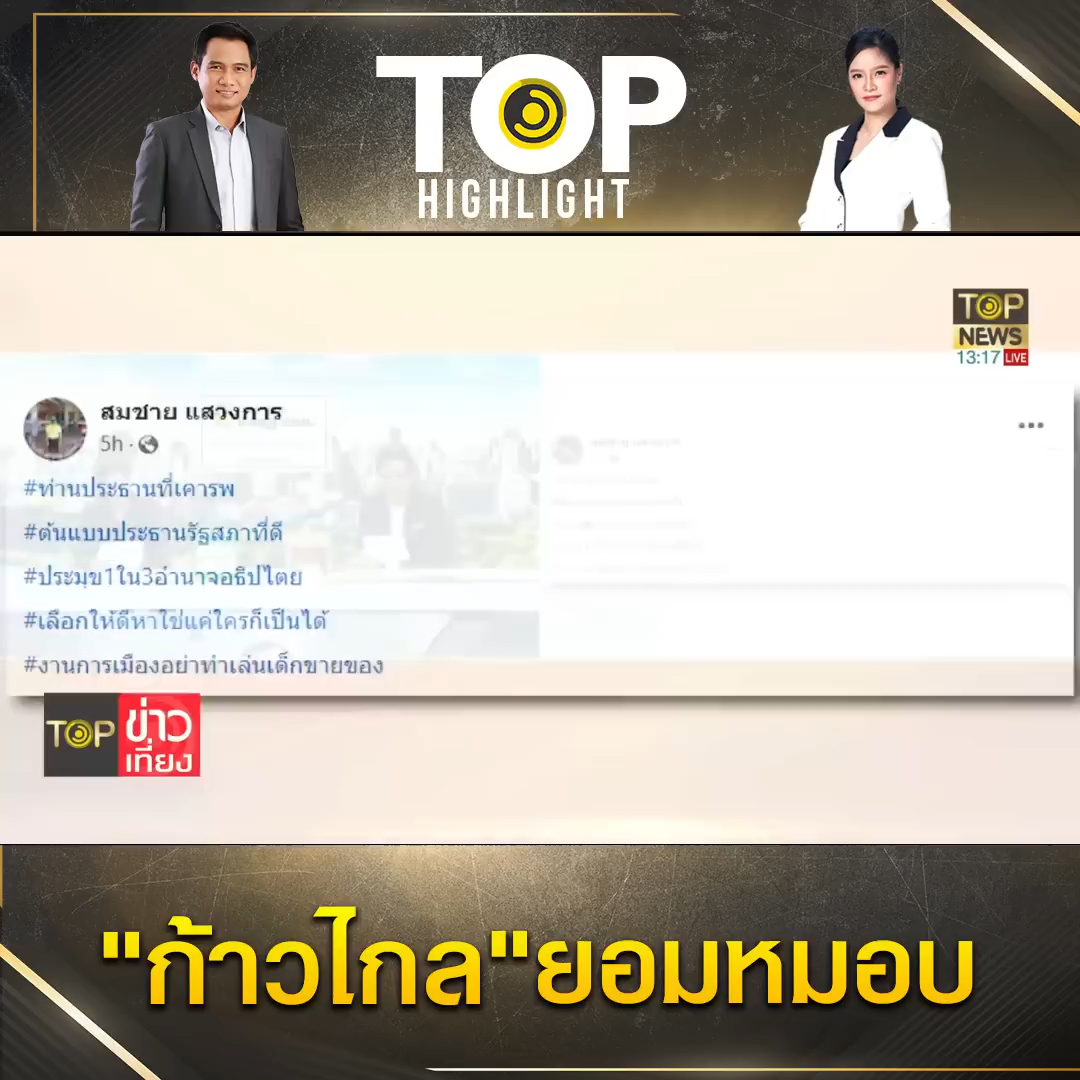 TOP
HIGHLIGHT
TOP
NEWS
13:17 LIVE
สมชาย แสวงการ
5h
#ท่านประธานที่เคารพ
#ต้นแบบประธานรัฐสภาที่ดี
#ประมุข1ใน3อำนาจอธิปไตย
#เลือกให้ดีหาใช่แค่ใครก็เป็นได้
#งานการเมืองอย่าทำเล่นเด็กขายของ
TOP ข่าว
เที่ยง
"ก้าวไกล"ยอมหมอบ